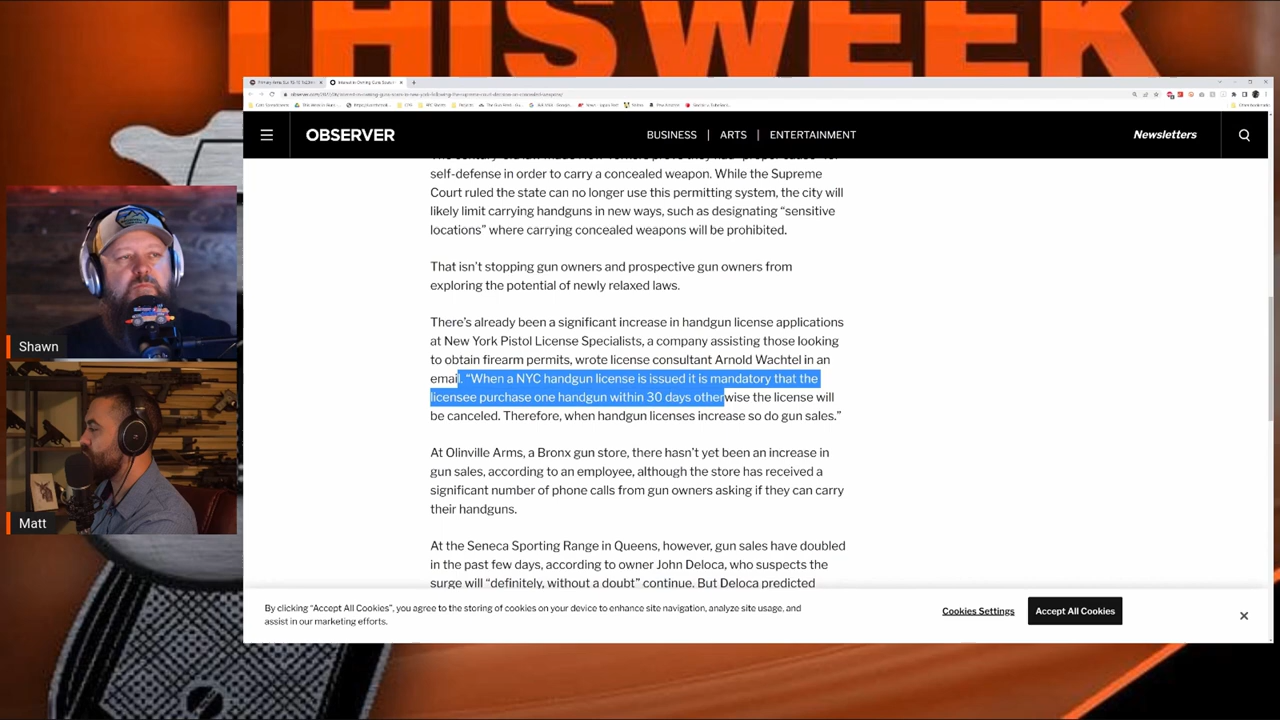 THIS WEEK
OBSERVER
BUSINESS | ARTS | ENTERTAINMENT
Newsletters
self-defense in order to carry a concealed weapon. While the Supreme
Court ruled the state can no longer use this permitting system, the city will
likely limit carrying handguns in new ways, such as designating “sensitive
locations” where carrying concealed weapons will be prohibited.
That isn’t stopping gun owners and prospective gun owners from
exploring the potential of newly relaxed laws.
There’s already been a significant increase in handgun license applications
at New York Pistol License Specialists, a company assisting those looking
to obtain firearm permits, wrote license consultant Arnold Wachtel in an
email. “When a NYC handgun license is issued it is mandatory that the
licensee purchase one handgun within 30 days otherwise the license will
be canceled. Therefore, when handgun licenses increase so do gun sales.”
At Olinville Arms, a Bronx gun store, there hasn’t yet been an increase in
gun sales, according to an employee, although the store has received a
significant number of phone calls from gun owners asking if they can carry
their handguns.
At the Seneca Sporting Range in Queens, however, gun sales have doubled
in the past few days, according to owner John Deloca, who suspects the
surge will “definitely, without a doubt” continue. But Deloca predicted
By clicking “Accept All Cookies”, you agree to the storing of cookies on your device to enhance site navigation, analyze site usage, and
assist in our marketing efforts.
Cookies Settings
Accept All Cookies
Shawn
Matt